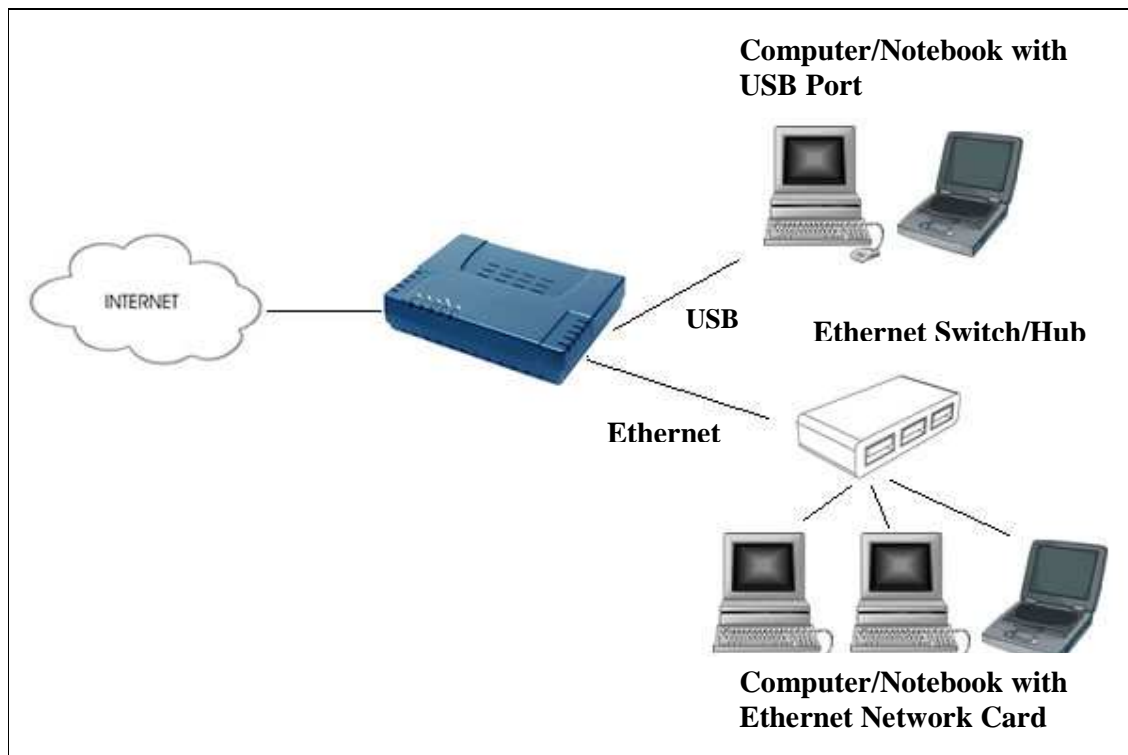 Computer/Notebook with
USB Port
INTERNET
USB
Ethernet Switch/Hub
Ethernet
Computer/Notebook with
Ethernet Network Card